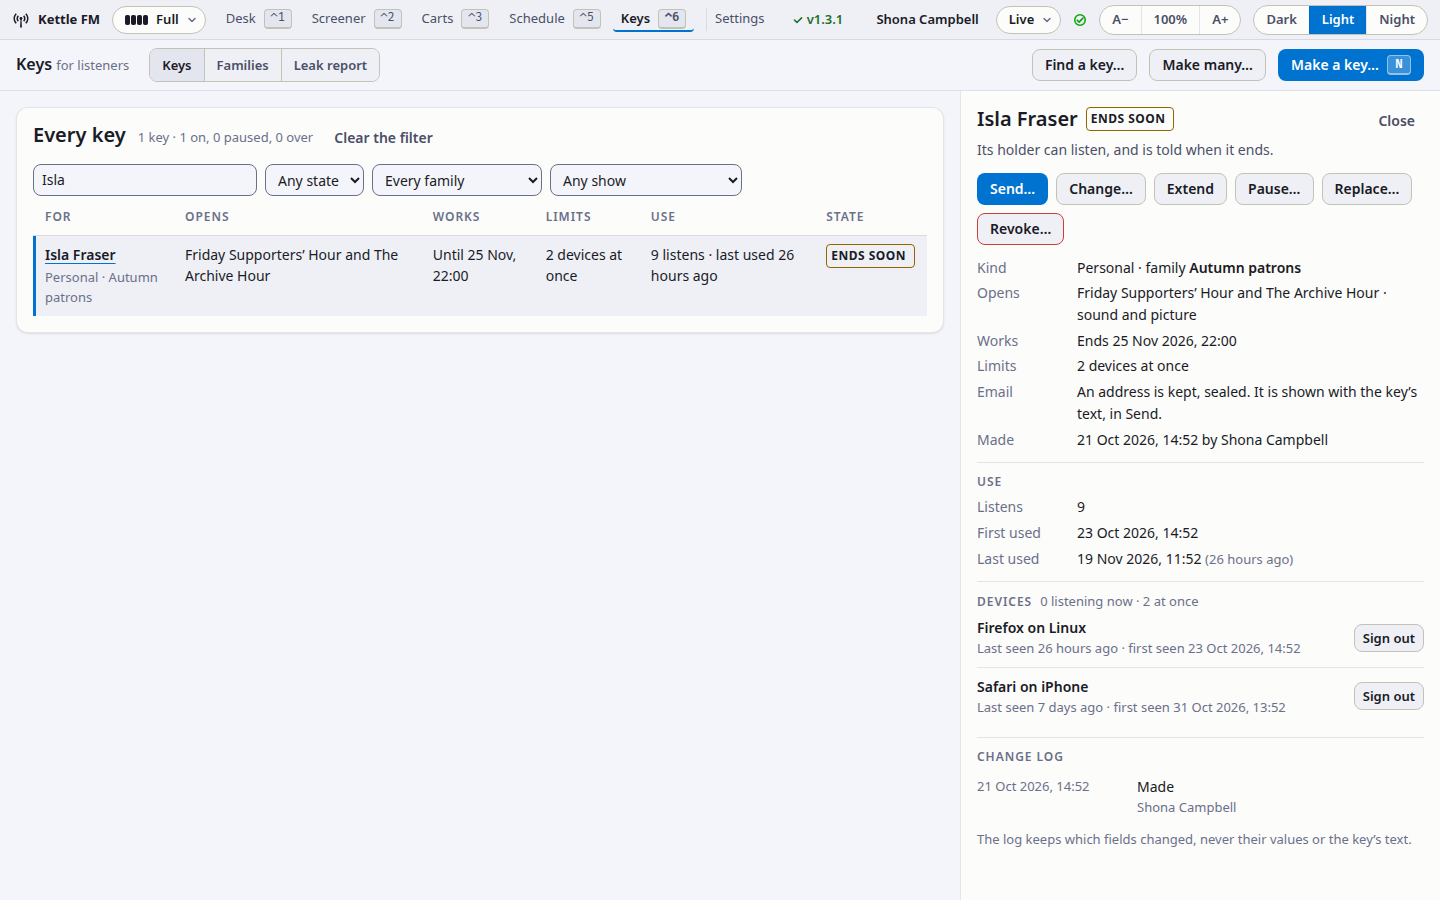 Kettle FM Full Desk ^1 Screener ^2 Carts ^3 Schedule ^5 Keys ^6 Settings v1.3.1 Shona Campbell Live A− 100% A+ Dark Light Night
Keys for listeners Keys Families Leak report Find a key... Make many... Make a key... N
Every key 1 key · 1 on, 0 paused, 0 over Clear the filter
Isla Any state Every family Any show
FOR OPENS WORKS LIMITS USE STATE
Isla Fraser Friday Supporters’ Hour and The Until 25 Nov, 2 devices at 9 listens · last used 26 ENDS SOON
Personal · Autumn Archive Hour 22:00 once hours ago
patrons
Isla Fraser ENDS SOON Close
Its holder can listen, and is told when it ends.
Send... Change... Extend Pause... Replace...
Revoke...
Kind Personal · family Autumn patrons
Opens Friday Supporters’ Hour and The Archive Hour ·
sound and picture
Works Ends 25 Nov 2026, 22:00
Limits 2 devices at once
Email An address is kept, sealed. It is shown with the key’s
text, in Send.
Made 21 Oct 2026, 14:52 by Shona Campbell
USE
Listens 9
First used 23 Oct 2026, 14:52
Last used 19 Nov 2026, 11:52 (26 hours ago)
DEVICES 0 listening now · 2 at once
Firefox on Linux Sign out
Last seen 26 hours ago · first seen 23 Oct 2026, 14:52
Safari on iPhone Sign out
Last seen 7 days ago · first seen 31 Oct 2026, 13:52
CHANGE LOG
21 Oct 2026, 14:52 Made
Shona Campbell
The log keeps which fields changed, never their values or the key’s text.